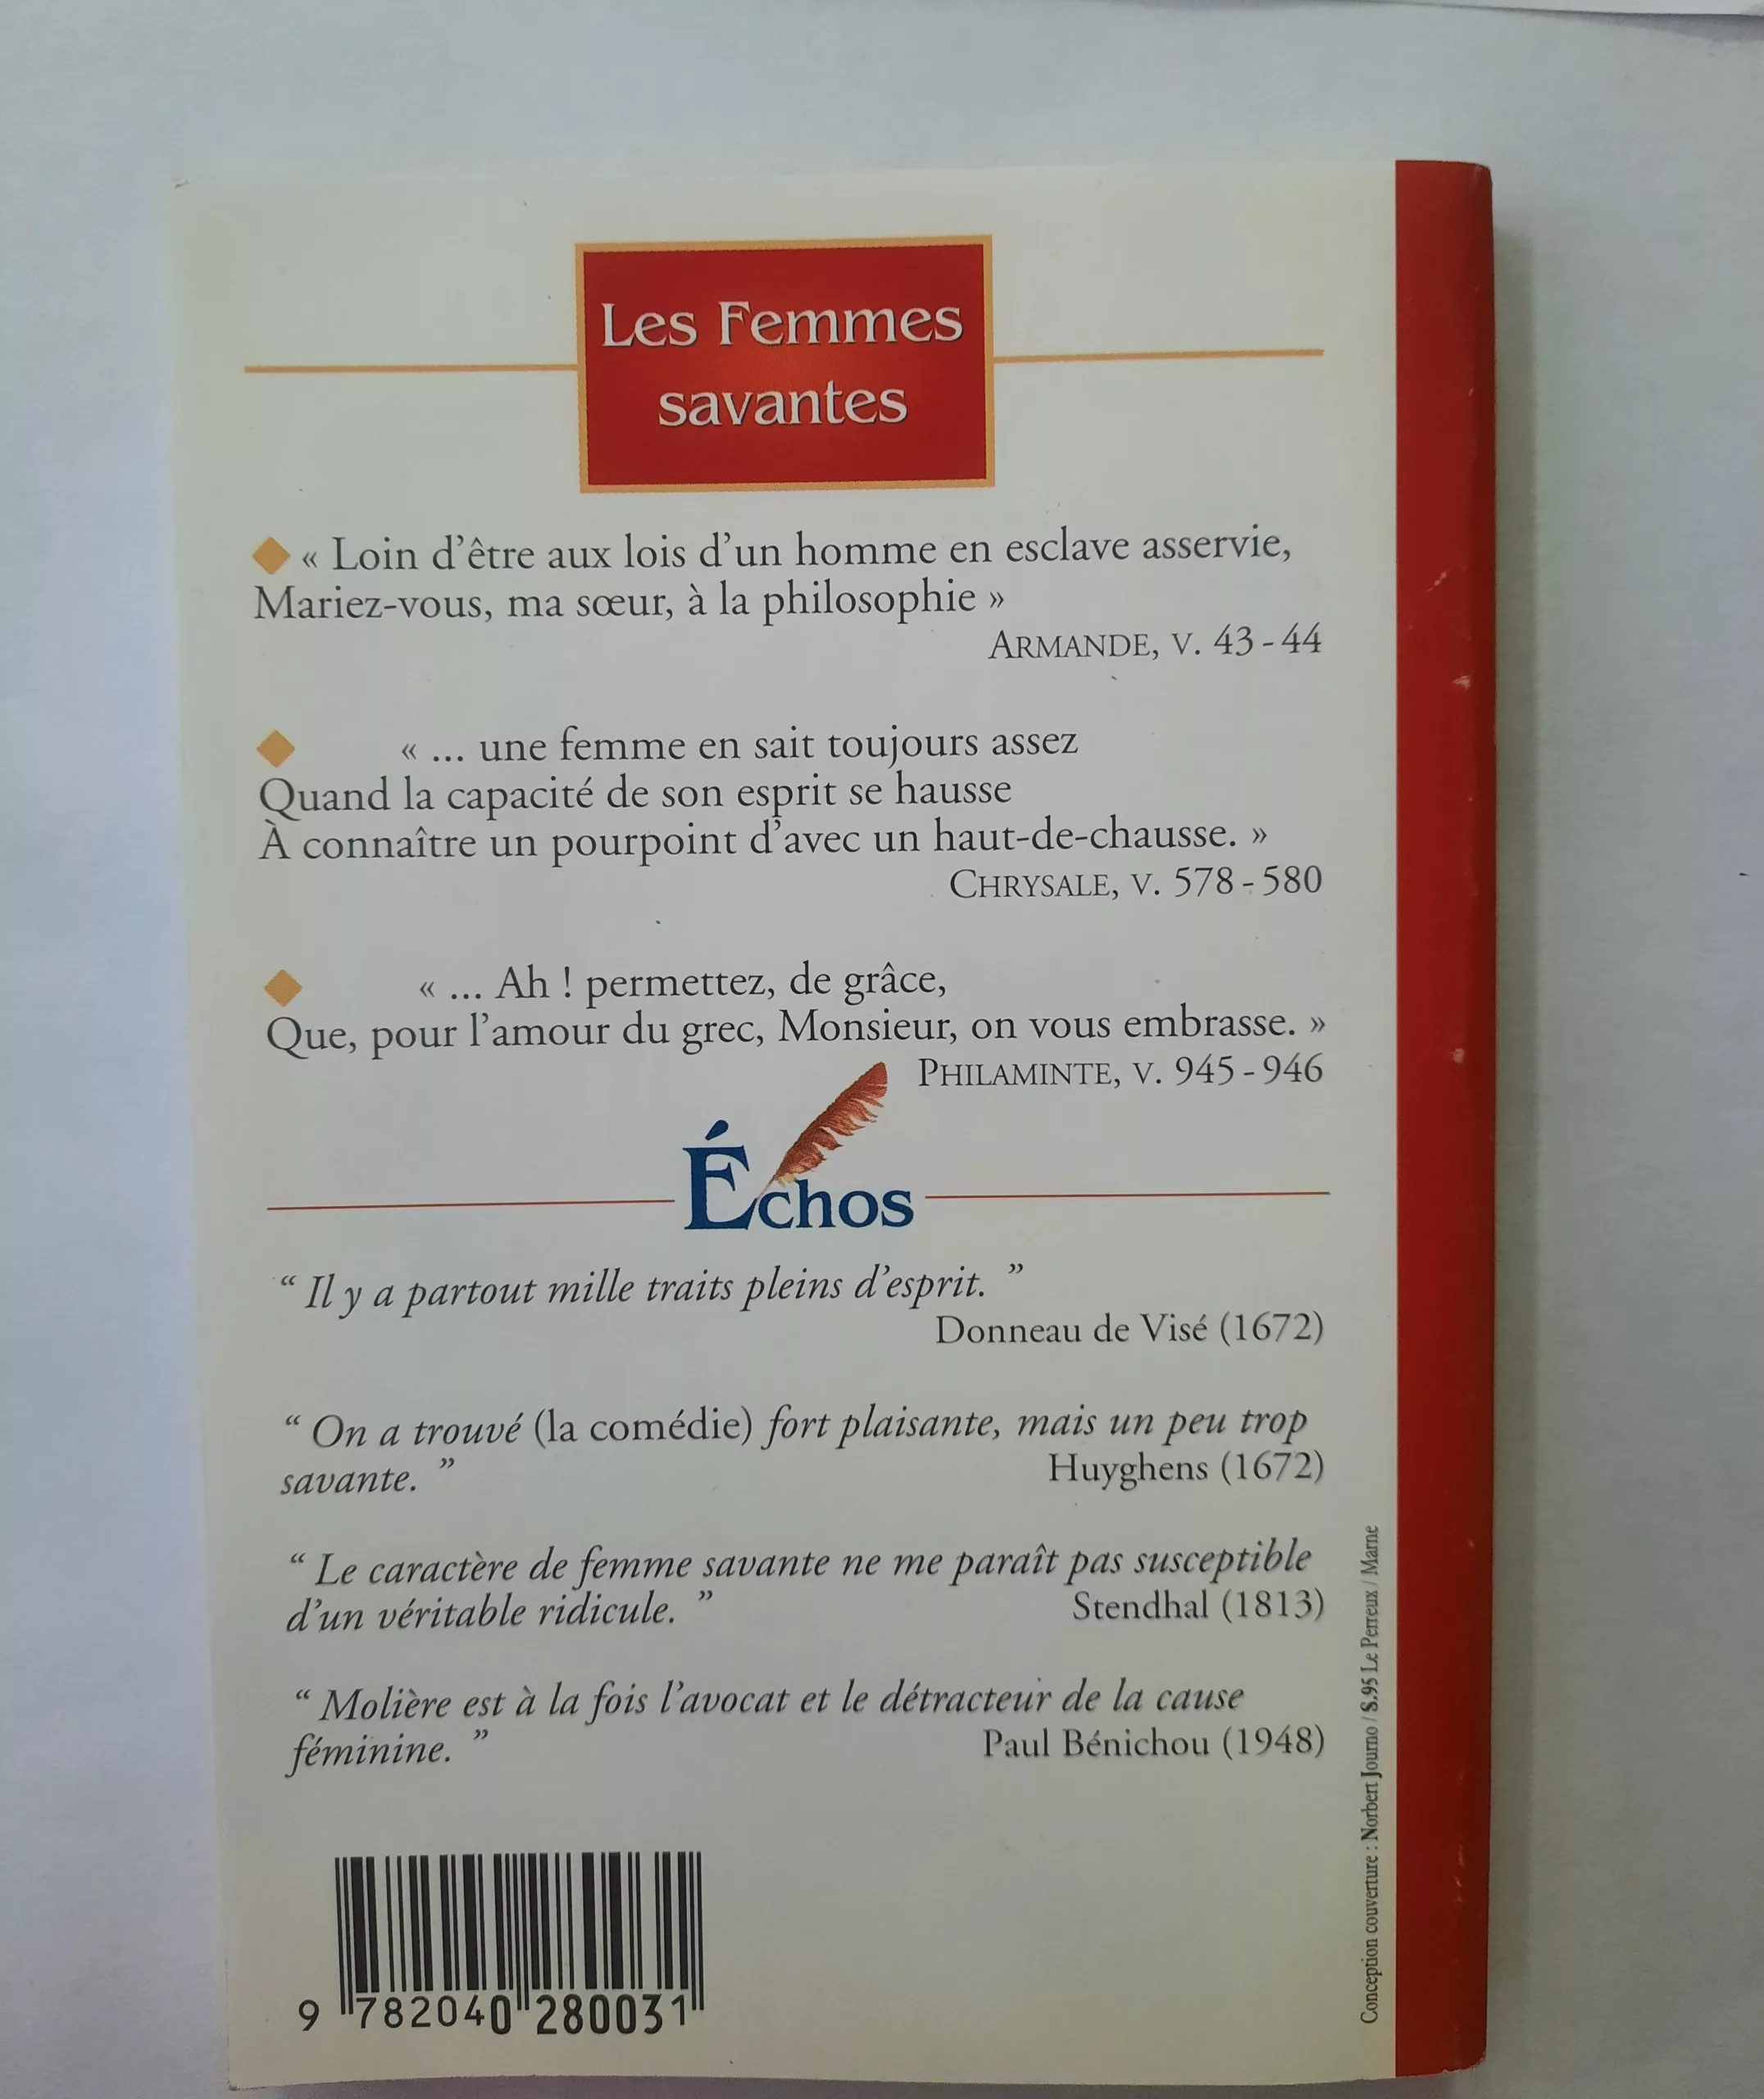 Les Femmes
savantes
« Loin d'être aux lois d'un homme en esclave asservie,
Mariez-vous, ma sœur, à la philosophie »
ARMANDE, V. 43 - 44
« ... une femme en sait toujours assez
Quand la capacité de son esprit se hausse
À connaître un pourpoint d'avec un haut-de-chausse. »
CHRYSALE, V. 578 - 580
« ... Ah ! permettez, de grâce,
Que, pour l'amour du grec, Monsieur, on vous embrasse. »
PHILAMINTE, V. 945 - 946
Échos
“ Il y a partout mille traits pleins d'esprit. ”
Donneau de Visé (1672)
“ On a trouvé (la comédie) fort plaisante, mais un peu trop
savante. ” Huyghens (1672)
“ Le caractère de femme savante ne me paraît pas susceptible
d'un véritable ridicule. ” Stendhal (1813)
“ Molière est à la fois l'avocat et le détracteur de la cause
féminine. ” Paul Bénichou (1948)
9 782040 280031
Conception couverture : Norbert Journo / S.95 Le Perreux / Marne